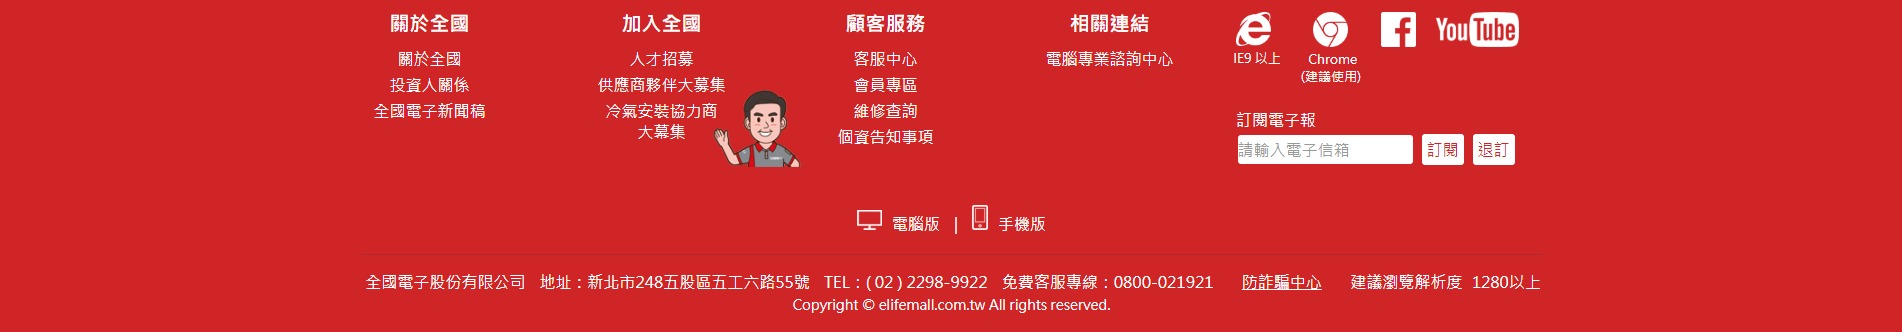 關於全國
關於全國
投資人關係
全國電子新聞稿
加入全國
人才招募
供應商夥伴大募集
冷氣安裝協力商
大募集
顧客服務
客服中心
會員專區
維修查詢
個資告知事項
相關連結
電腦專業諮詢中心
IE9 以上
Chrome
(建議使用)
YouTube
訂閱電子報
請輸入電子信箱
訂閱
退訂
電腦版 | 手機版
全國電子股份有限公司 地址：新北市248五股區五工六路55號 TEL：( 02 ) 2298-9922 免費客服專線：0800-021921 防詐騙中心 建議瀏覽解析度 1280以上
Copyright © elifemall.com.tw All rights reserved.